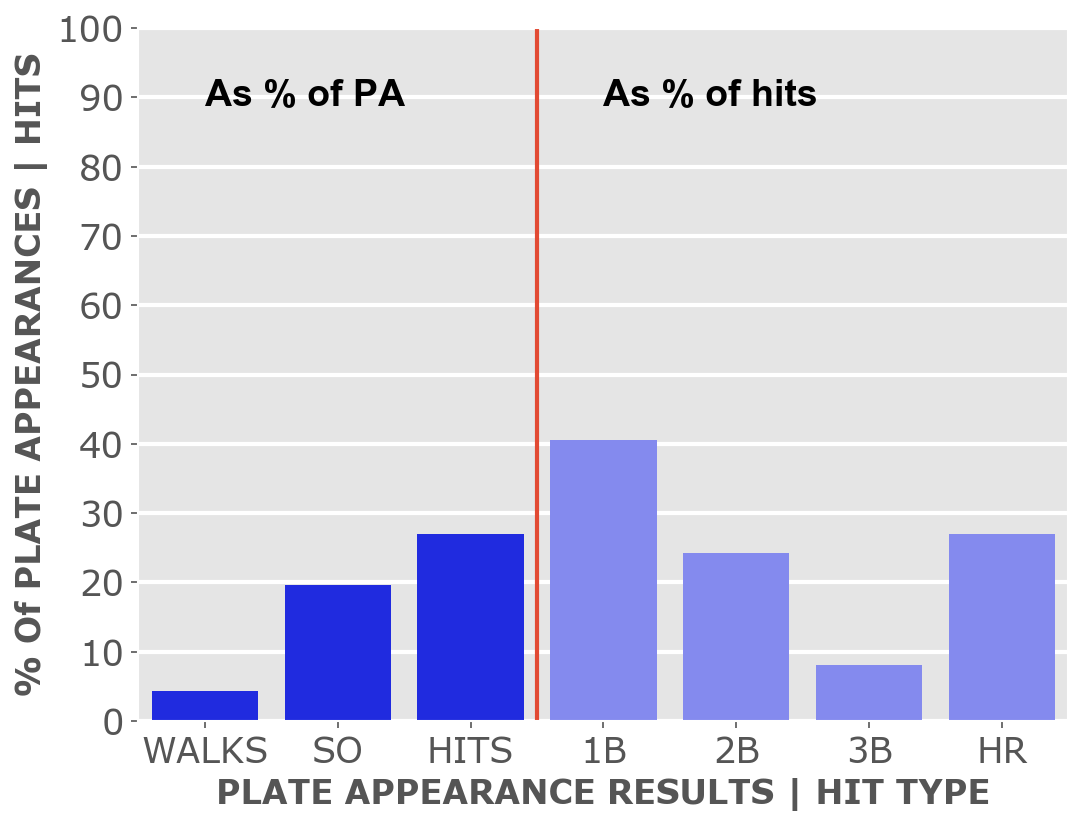 % Of PLATE APPEARANCES | HITS
100
90
80
70
60
50
40
30
20
10
0
As % of PA
As % of hits
WALKS SO HITS 1B 2B 3B HR
PLATE APPEARANCE RESULTS | HIT TYPE